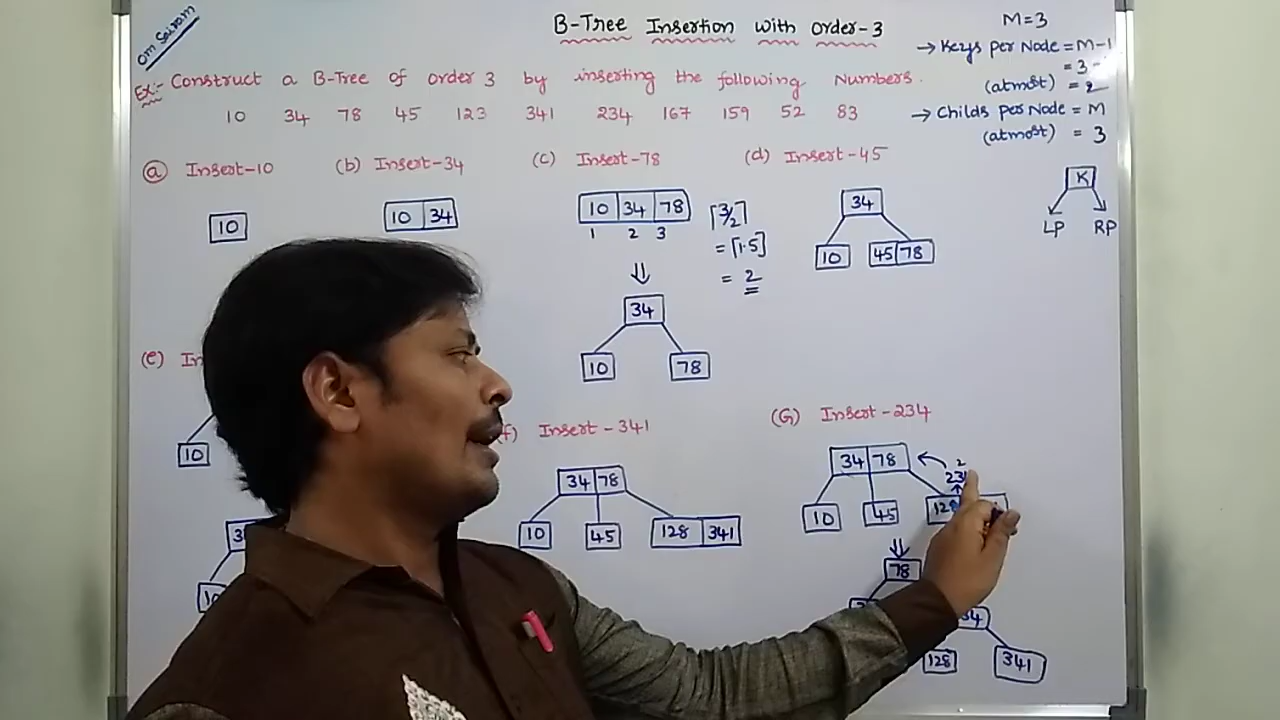 Om Sairam
B-Tree Insertion with order-3
M=3
→ Keys per Node = M-1
= 3-
(atmost) = 2
→ Childs per Node = M
(atmost) = 3
Ex:- Construct a B-Tree of order 3 by inserting the following Numbers.
10 34 78 45 123 341 234 167 159 52 83
(a) Insert-10 (b) Insert-34 (c) Insert-78 (d) Insert-45
10
10 34
10 34 78
1 2 3
⌈3/2⌉
= ⌈1.5⌉
= 2
⇓
34
10 78
34
10 45 78
K
LP RP
(e) In
10
(f) Insert-341
34 78
10 45 128 341
(G) Insert-234
34 78
2
10 45 128
⇓
78
34
128 341